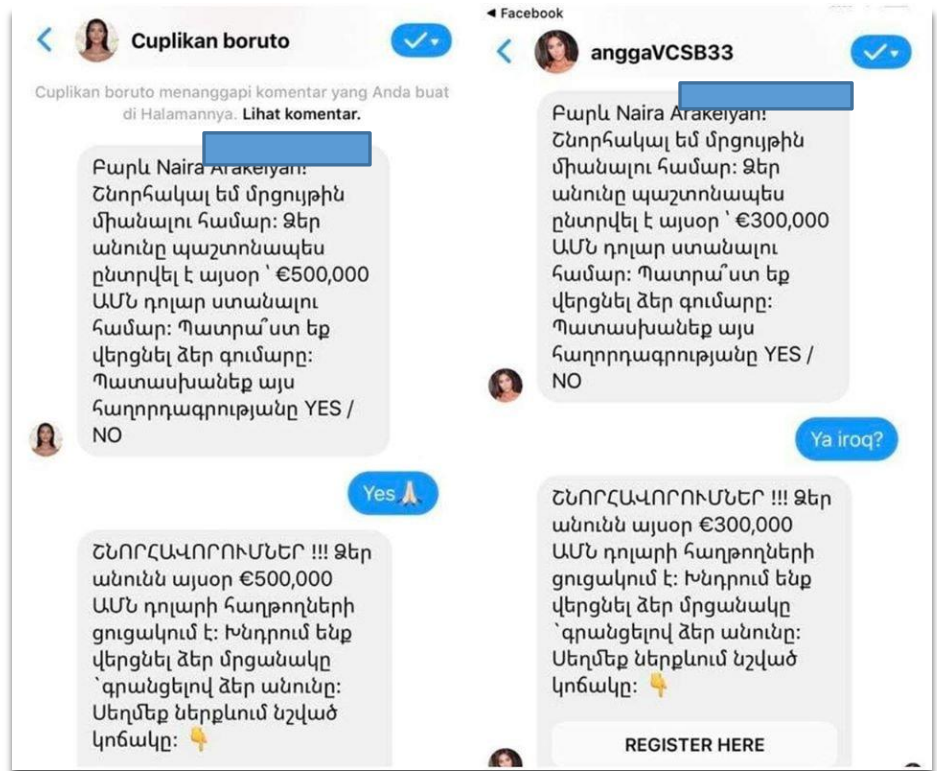 Cuplikan boruto
Cuplikan boruto menanggapi komentar yang Anda buat
di Halamannya. Lihat komentar.
Բարև Naira Arakelyan!
Շնորհակալ եմ մրցույթին
միանալու համար: Ձեր
անունը պաշտոնապես
ընտրվել է այսօր ` €500,000
ԱՄՆ դոլար ստանալու
համար: Պատրա՞ստ եք
վերցնել ձեր գումարը:
Պատասխանեք այս
հաղորդագրությանը YES /
NO
Yes🙏🏻
ՇՆՈՐՀԱՎՈՐՈՒՄՆԵՐ !!! Ձեր
անունն այսօր €500,000
ԱՄՆ դոլարի հաղթողների
ցուցակում է: Խնդրում ենք
վերցնել ձեր մրցանակը
`գրանցելով ձեր անունը:
Սեղմեք ներքևում նշված
կոճակը: 👇
Facebook
anggaVCSB33
Բարև Naira Arakelyan!
Շնորհակալ եմ մրցույթին
միանալու համար: Ձեր
անունը պաշտոնապես
ընտրվել է այսօր ` €300,000
ԱՄՆ դոլար ստանալու
համար: Պատրա՞ստ եք
վերցնել ձեր գումարը:
Պատասխանեք այս
հաղորդագրությանը YES /
NO
Ya iroq?
ՇՆՈՐՀԱՎՈՐՈՒՄՆԵՐ !!! Ձեր
անունն այսօր €300,000
ԱՄՆ դոլարի հաղթողների
ցուցակում է: Խնդրում ենք
վերցնել ձեր մրցանակը
`գրանցելով ձեր անունը:
Սեղմեք ներքևում նշված
կոճակը: 👇
REGISTER HERE